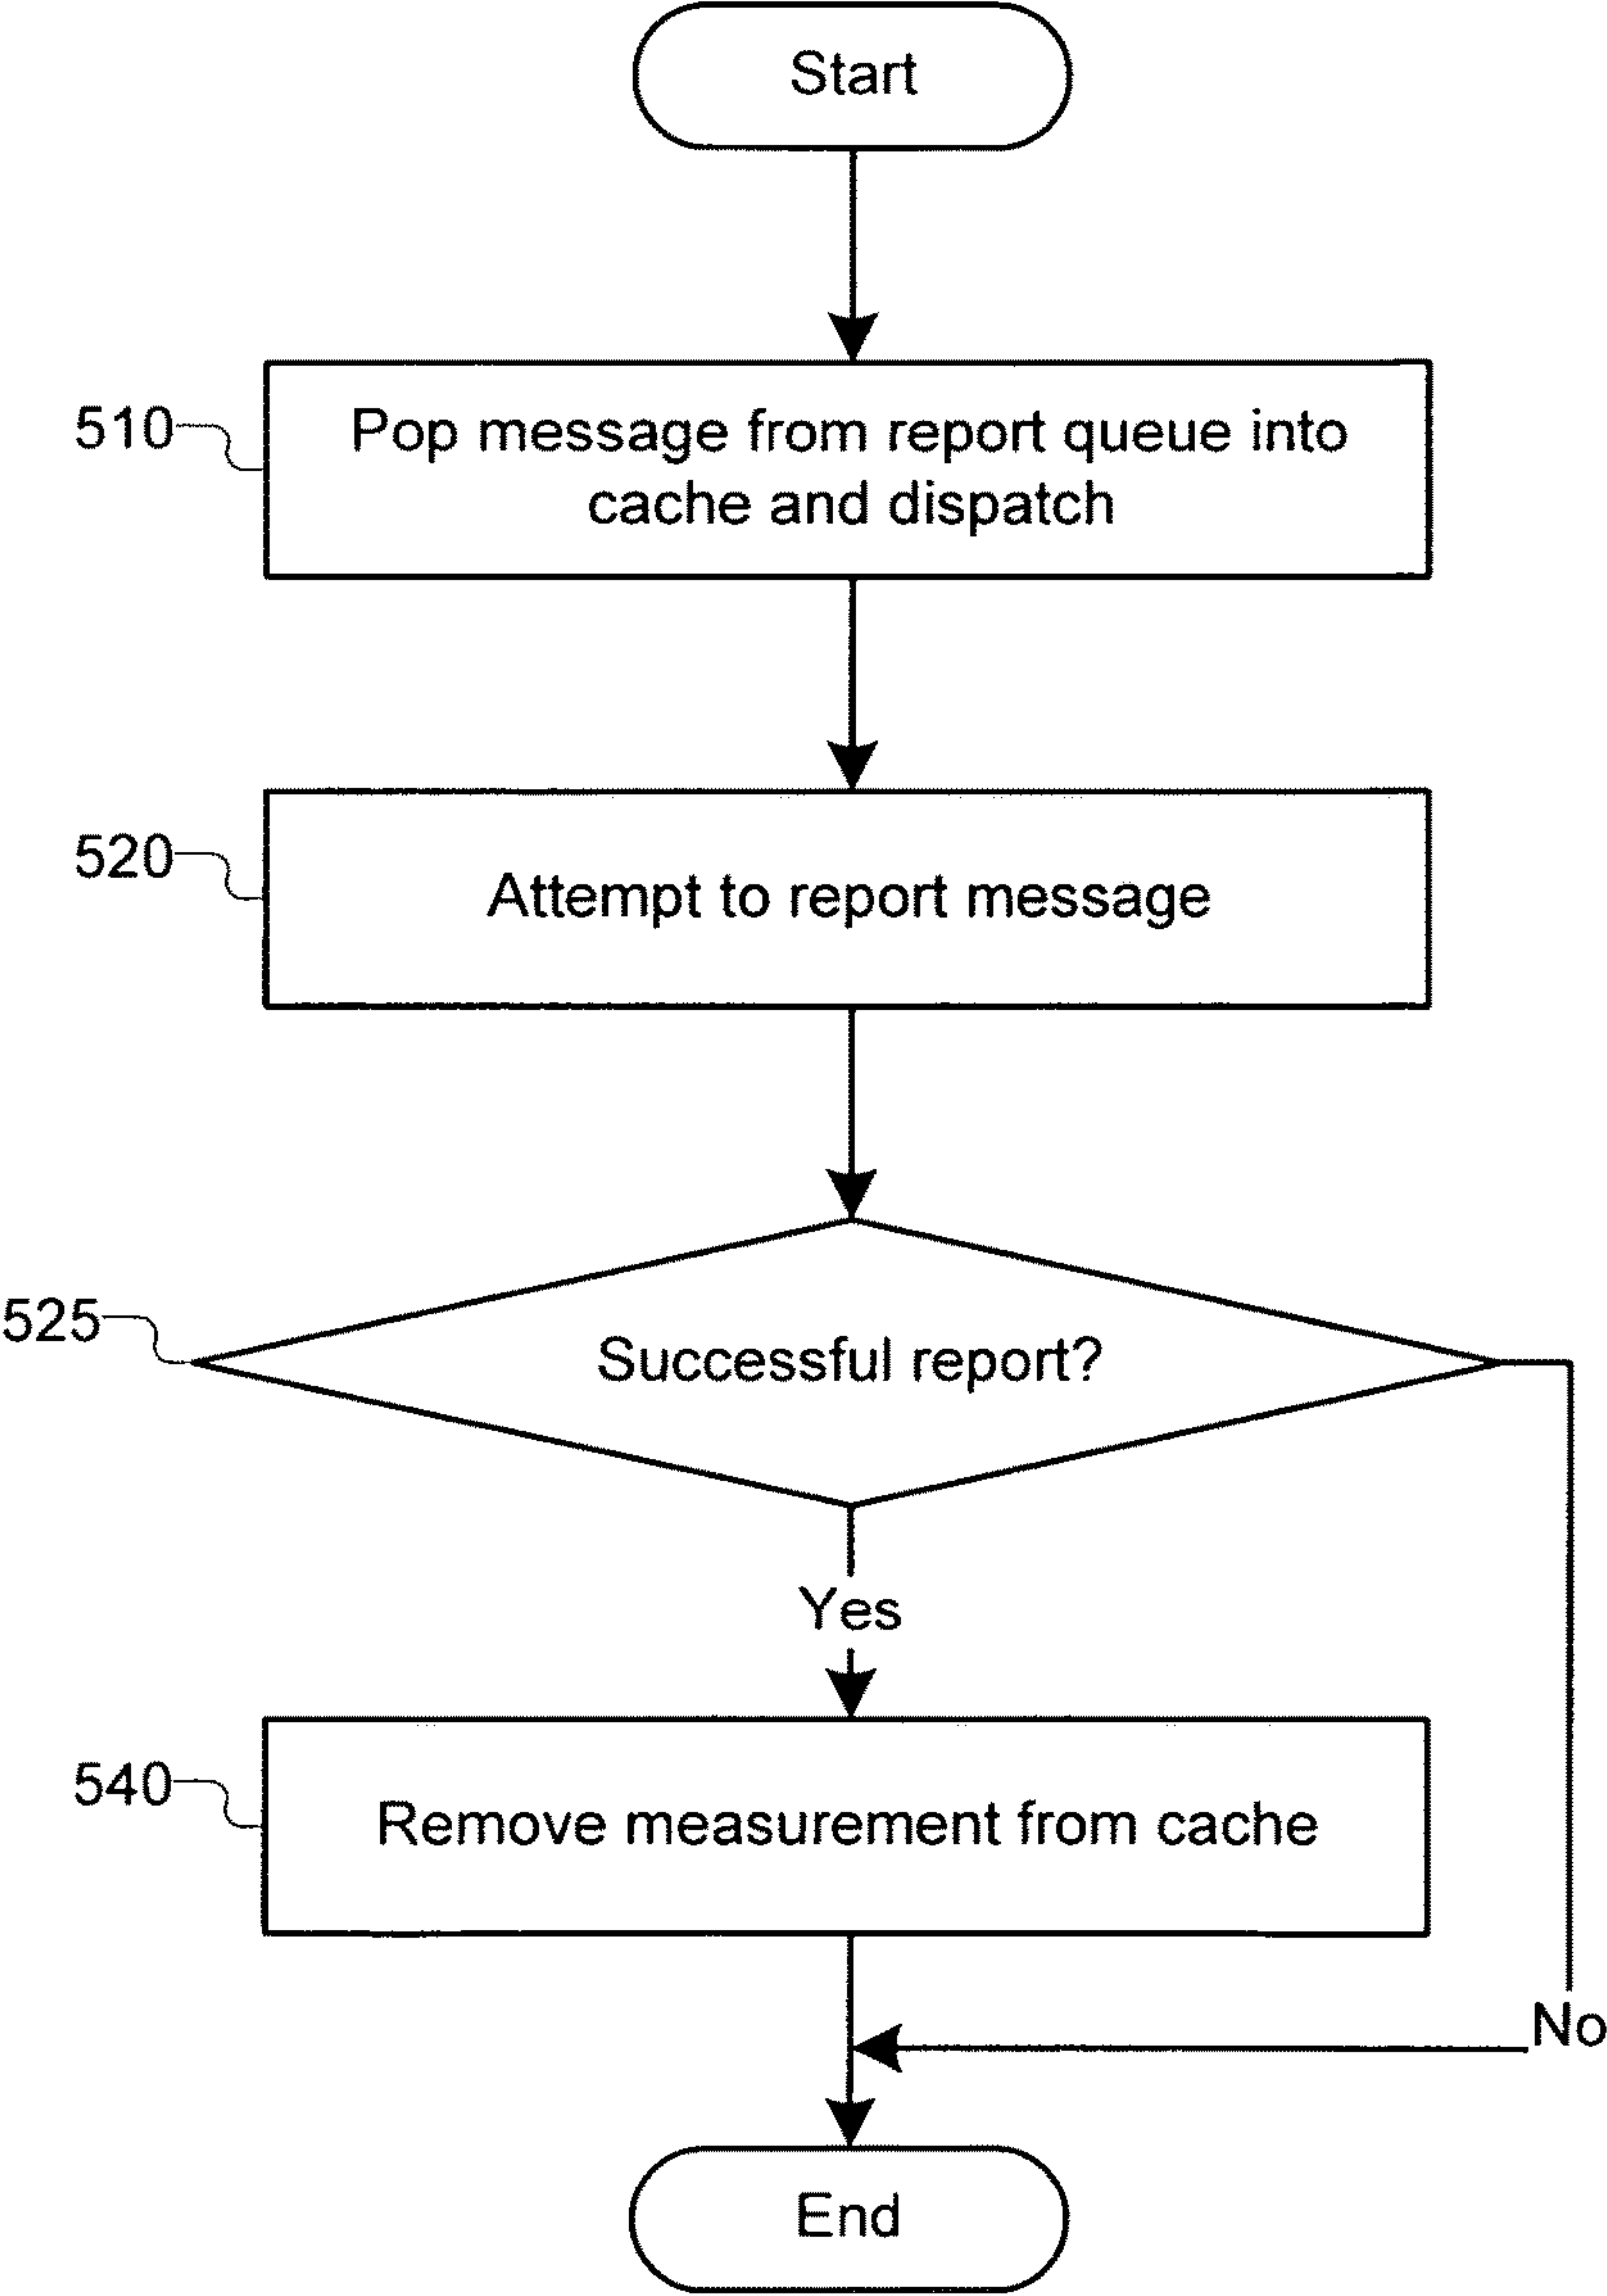 Start
510
Pop message from report queue into
cache and dispatch
520
Attempt to report message
525
Successful report?
Yes
540
Remove measurement from cache
No
End